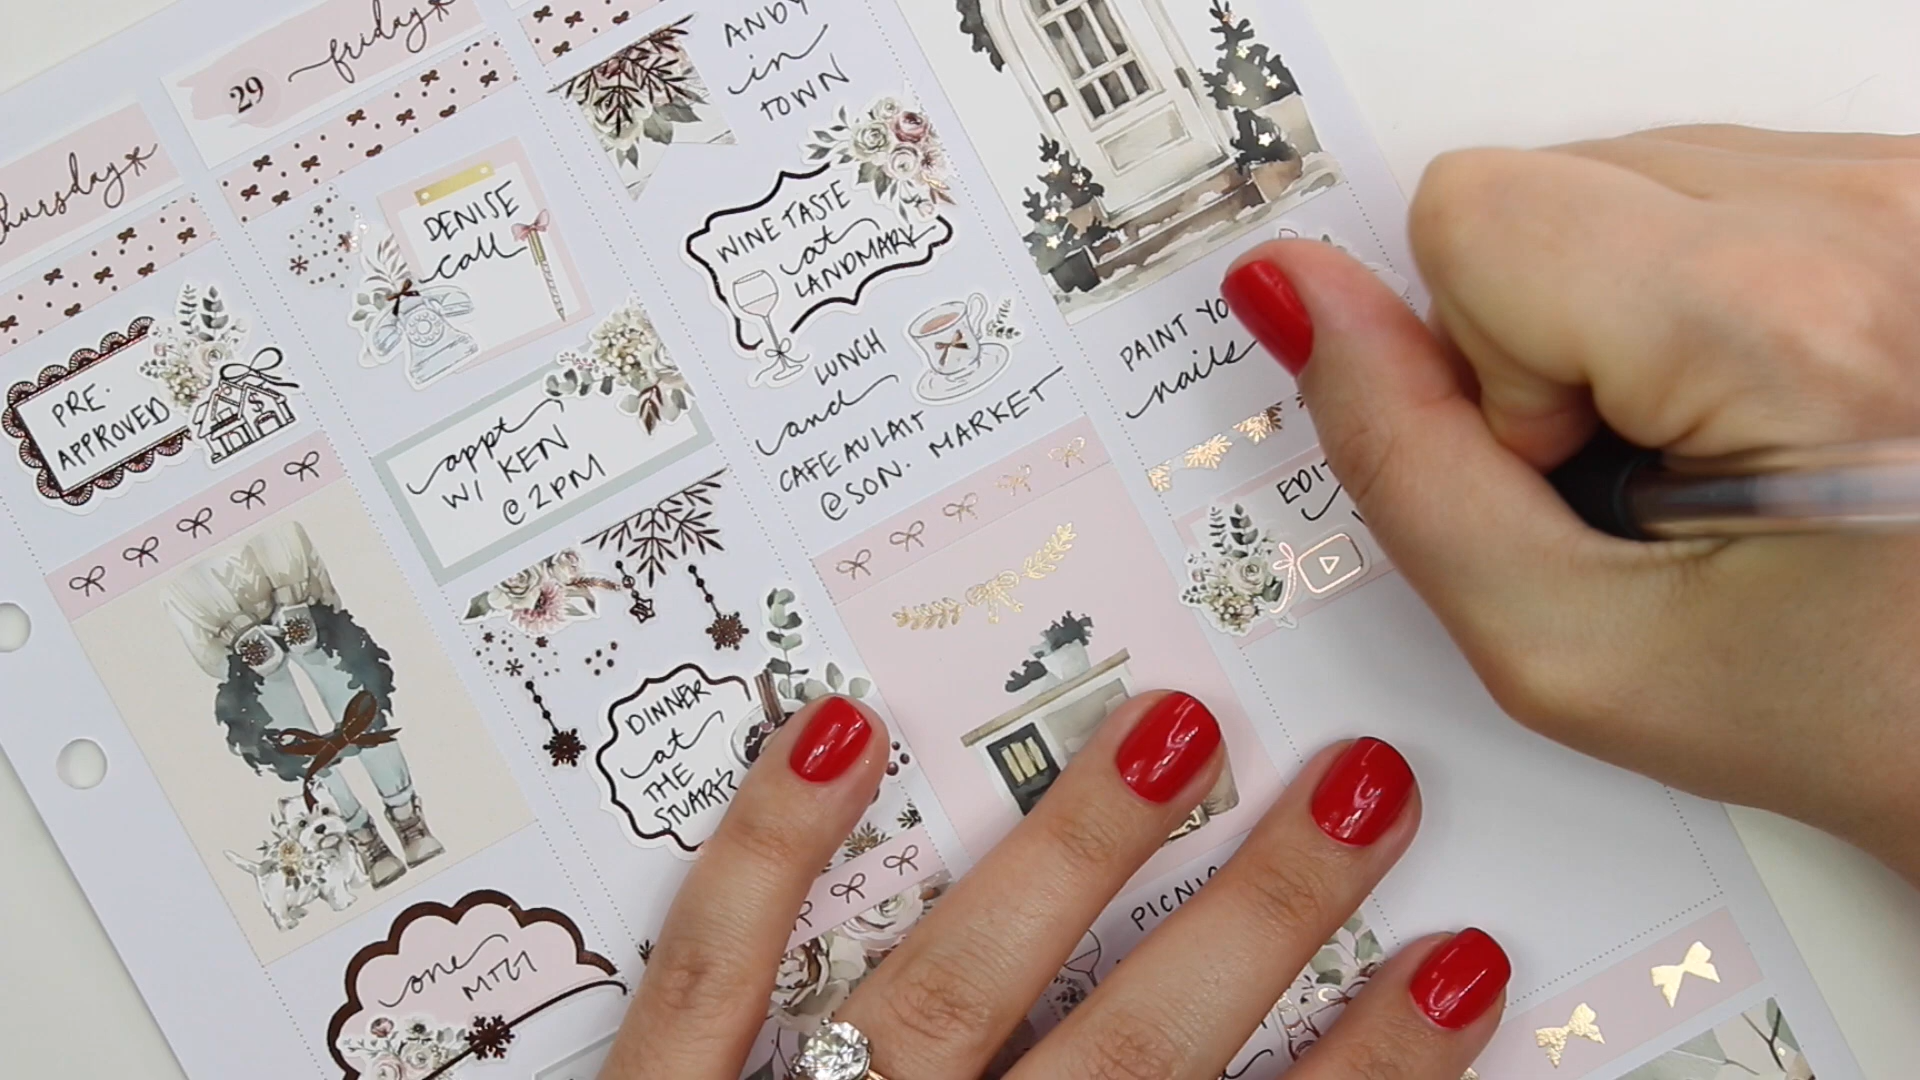 Thursday
PRE-
APPROVED
29 friday
DENISE
call
appt
W/ KEN
@2PM
DINNER
at
THE
STUART'S
one
MTG
ANDY
in
TOWN
WINE TASTE
at
LANDMARK
LUNCH
and
CAFE AU LAIT
@SON. MARKET
PICNIC
PAINT YO
nails
EDIT